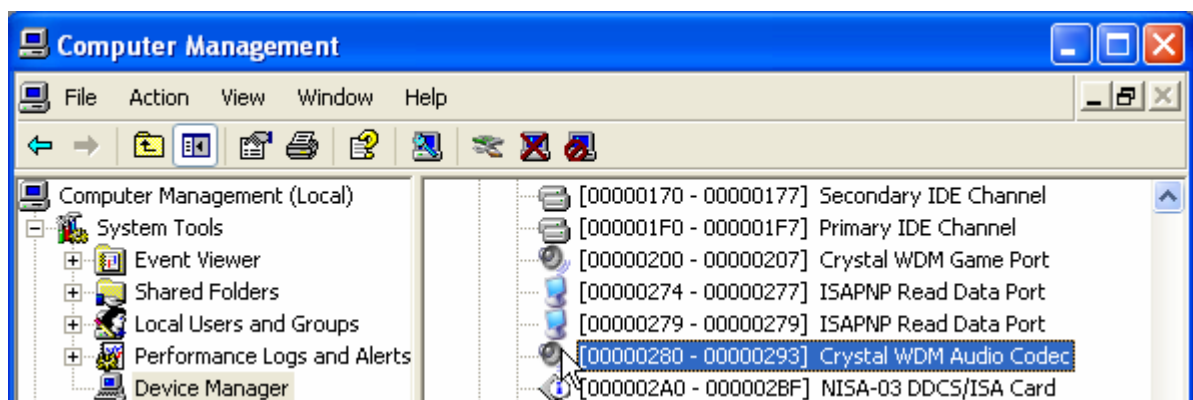 Computer Management
File Action View Window Help
Computer Management (Local)
System Tools
Event Viewer
Shared Folders
Local Users and Groups
Performance Logs and Alerts
Device Manager
[00000170 - 00000177] Secondary IDE Channel
[000001F0 - 000001F7] Primary IDE Channel
[00000200 - 00000207] Crystal WDM Game Port
[00000274 - 00000277] ISAPNP Read Data Port
[00000279 - 00000279] ISAPNP Read Data Port
[00000280 - 00000293] Crystal WDM Audio Codec
[000002A0 - 000002BF] NISA-03 DDCS/ISA Card